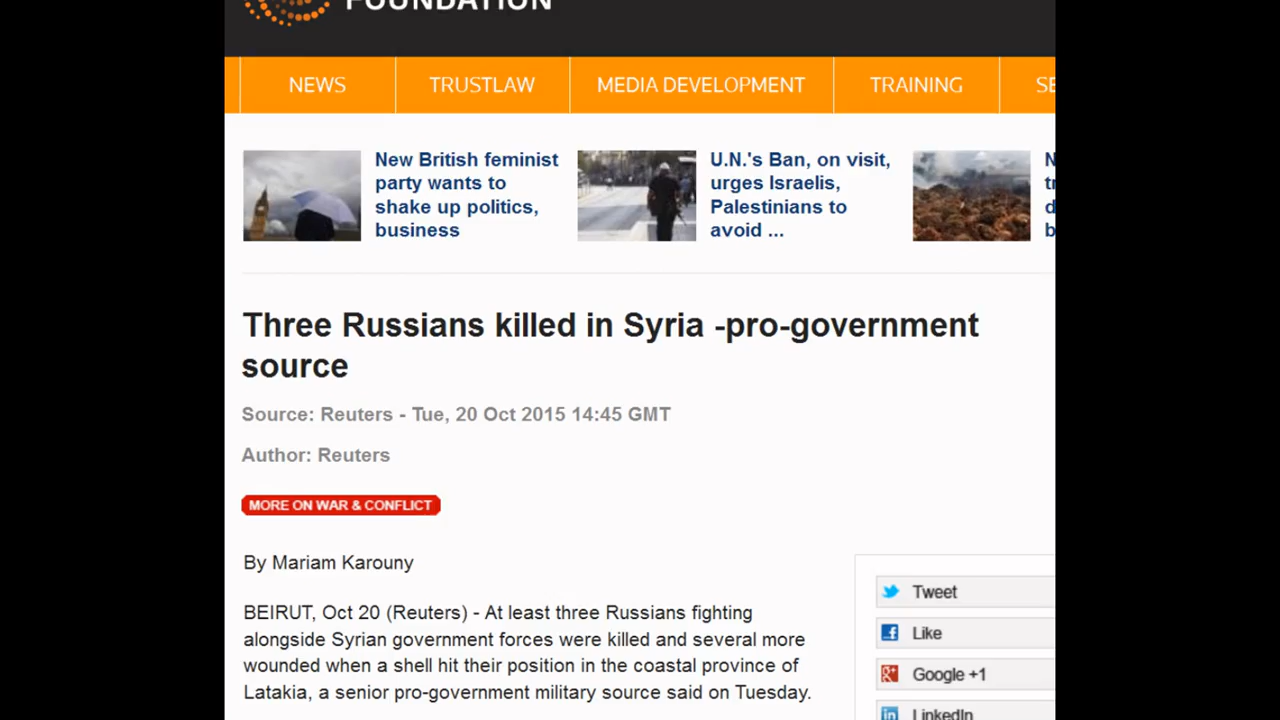 FOUNDATION
NEWS
TRUSTLAW
MEDIA DEVELOPMENT
TRAINING
SE
New British feminist
party wants to
shake up politics,
business
U.N.'s Ban, on visit,
urges Israelis,
Palestinians to
avoid ...
N
tr
d
b
Three Russians killed in Syria -pro-government
source
Source: Reuters - Tue, 20 Oct 2015 14:45 GMT
Author: Reuters
MORE ON WAR & CONFLICT
By Mariam Karouny
BEIRUT, Oct 20 (Reuters) - At least three Russians fighting
alongside Syrian government forces were killed and several more
wounded when a shell hit their position in the coastal province of
Latakia, a senior pro-government military source said on Tuesday.
Tweet
Like
Google +1
LinkedIn